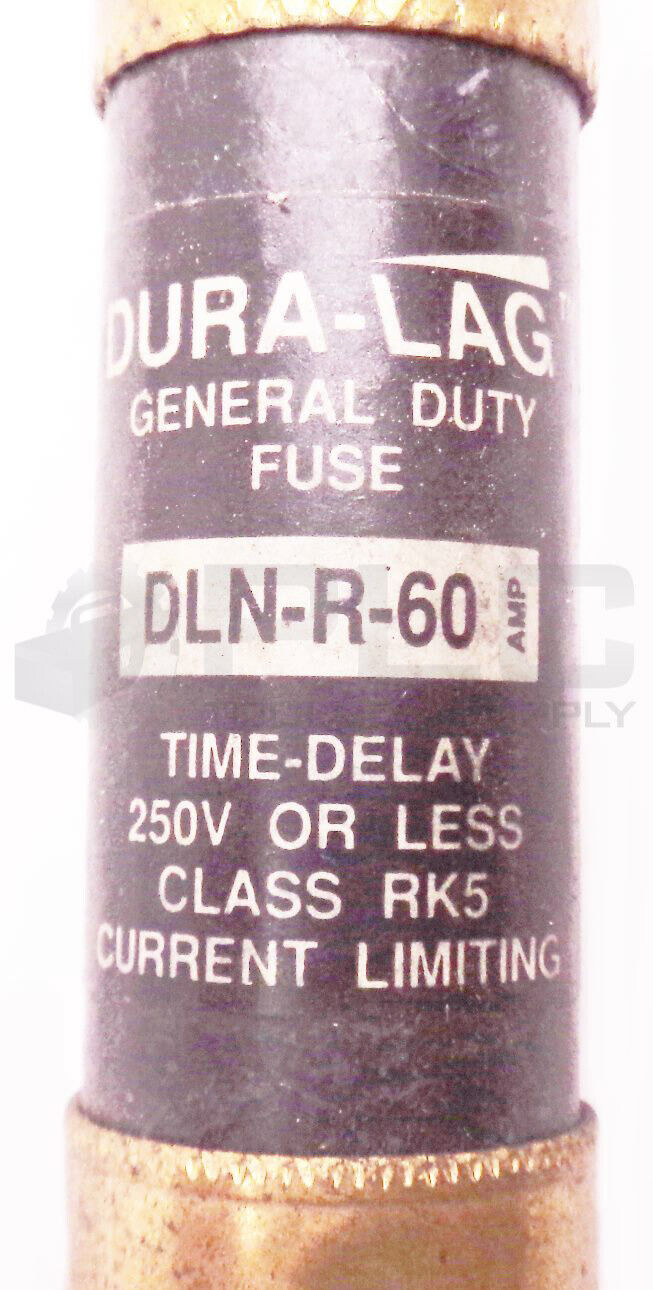 DURA-LAG
GENERAL DUTY
FUSE
DLN-R-60 AMP
TIME-DELAY
250V OR LESS
CLASS RK5
CURRENT LIMITING